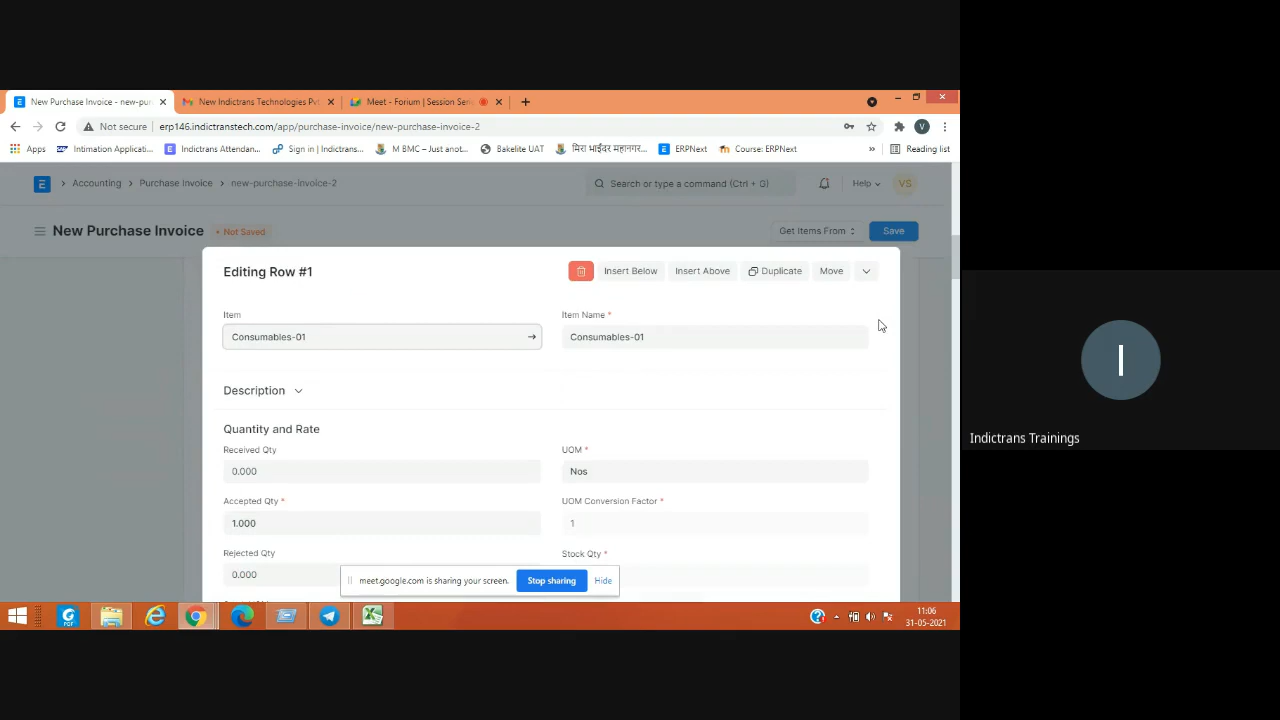 New Purchase Invoice - new-pur
New Indictrans Technologies Pvt
Meet - Forium | Session Serie
Not secure
erp146.indictranstech.com/app/purchase-invoice/new-purchase-invoice-2
Apps
Intimation Applicati...
Indictrans Attendan...
Sign in | Indictrans...
M BMC – Just anot...
Bakelite UAT
मिरा भाईंदर महानगर...
ERPNext
Course: ERPNext
»
Reading list
E
Accounting
Purchase Invoice
new-purchase-invoice-2
Search or type a command (Ctrl + G)
Help
VS
New Purchase Invoice
• Not Saved
Get Items From
Save
Editing Row #1
Insert Below
Insert Above
Duplicate
Move
Item
Item Name *
Consumables-01
Consumables-01
Description
Quantity and Rate
Received Qty
UOM *
0.000
Nos
Accepted Qty *
UOM Conversion Factor *
1.000
1
Rejected Qty
Stock Qty *
0.000
meet.google.com is sharing your screen.
Stop sharing
Hide
11:06
31-05-2021
I
Indictrans Trainings